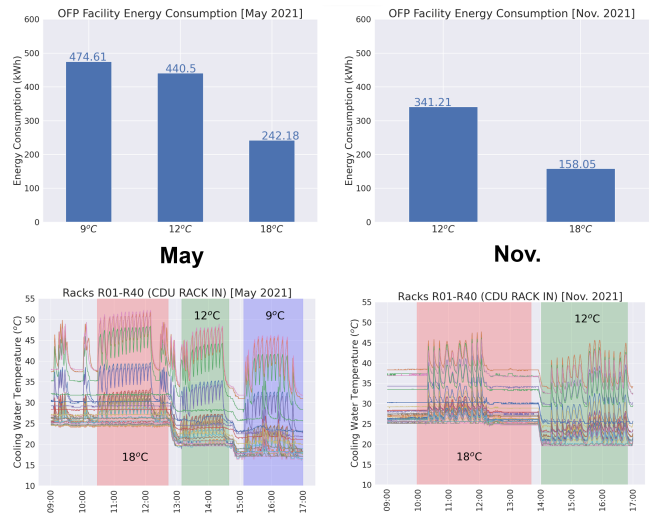 OFP Facility Energy Consumption [May 2021]
Energy Consumption (kWh)
600
500
400
300
200
100
0
474.61
440.5
242.18
9°C
12°C
18°C
May
OFP Facility Energy Consumption [Nov. 2021]
Energy Consumption (kWh)
600
500
400
300
200
100
0
341.21
158.05
12°C
18°C
Nov.
Racks R01-R40 (CDU RACK IN) [May 2021]
Cooling Water Temperature (°C)
55
50
45
40
35
30
25
20
15
10
12°C
9°C
18°C
09:00
10:00
11:00
12:00
13:00
14:00
15:00
16:00
17:00
Racks R01-R40 (CDU RACK IN) [Nov. 2021]
Cooling Water Temperature (°C)
55
50
45
40
35
30
25
20
15
10
12°C
18°C
09:00
10:00
11:00
12:00
13:00
14:00
15:00
16:00
17:00